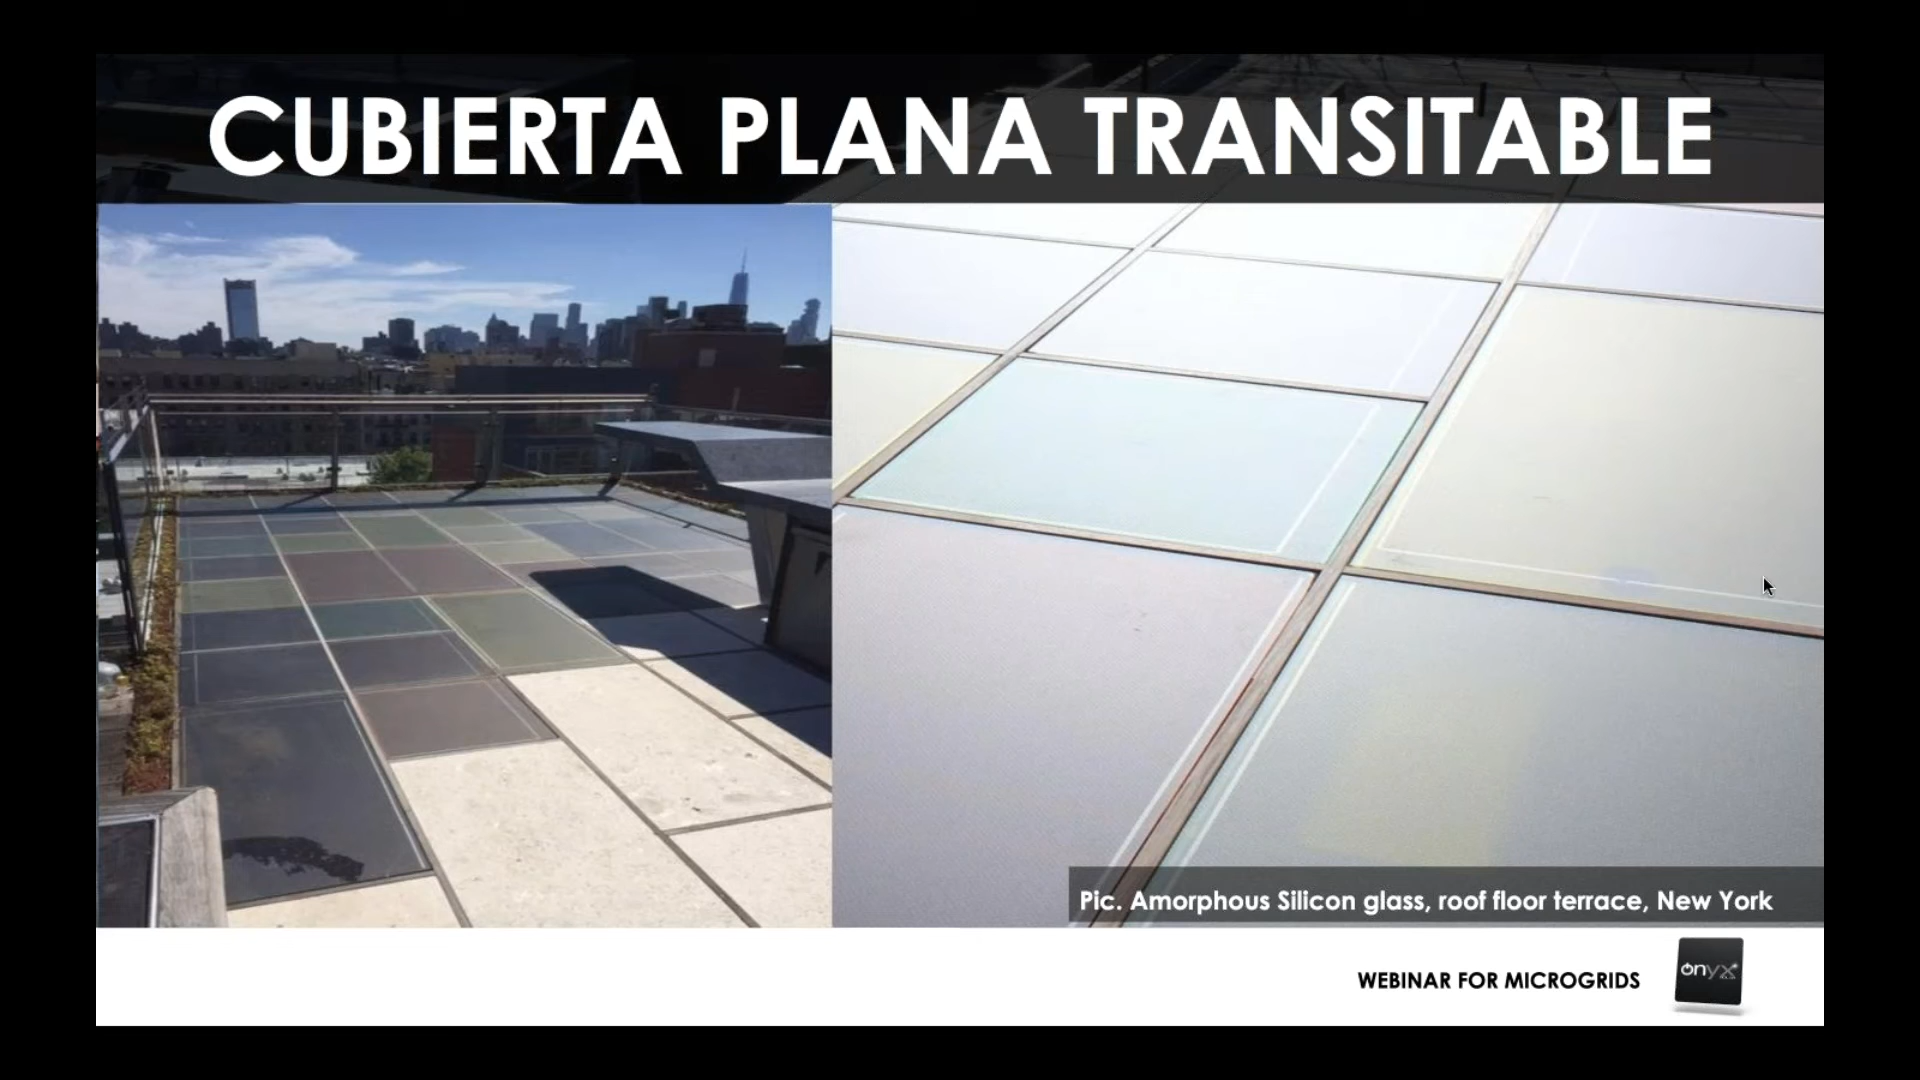 CUBIERTA PLANA TRANSITABLE
Pic. Amorphous Silicon glass, roof floor terrace, New York
WEBINAR FOR MICROGRIDS
onyx